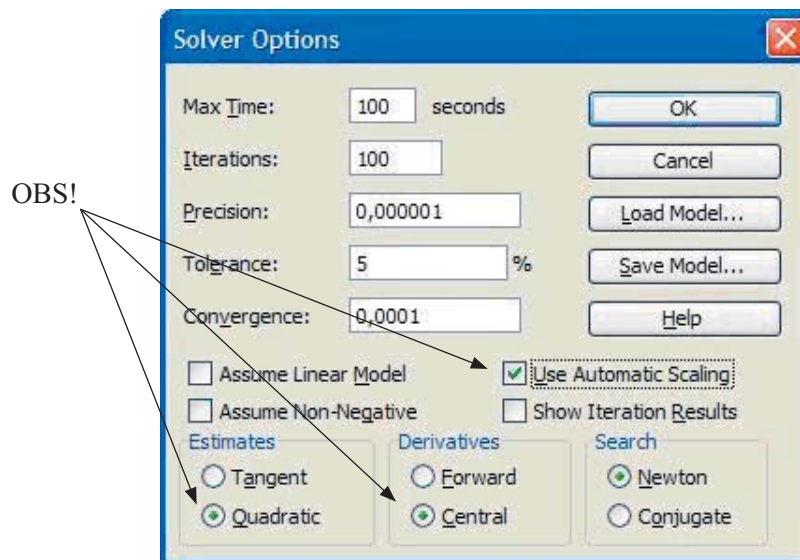 Solver Options
Max Time: 100 seconds OK
Iterations: 100 Cancel
OBS!
Precision: 0,000001 Load Model...
Tolerance: 5 % Save Model...
Convergence: 0,0001 Help
Assume Linear Model Use Automatic Scaling
Assume Non-Negative Show Iteration Results
Estimates Derivatives Search
Tangent Forward Newton
Quadratic Central Conjugate